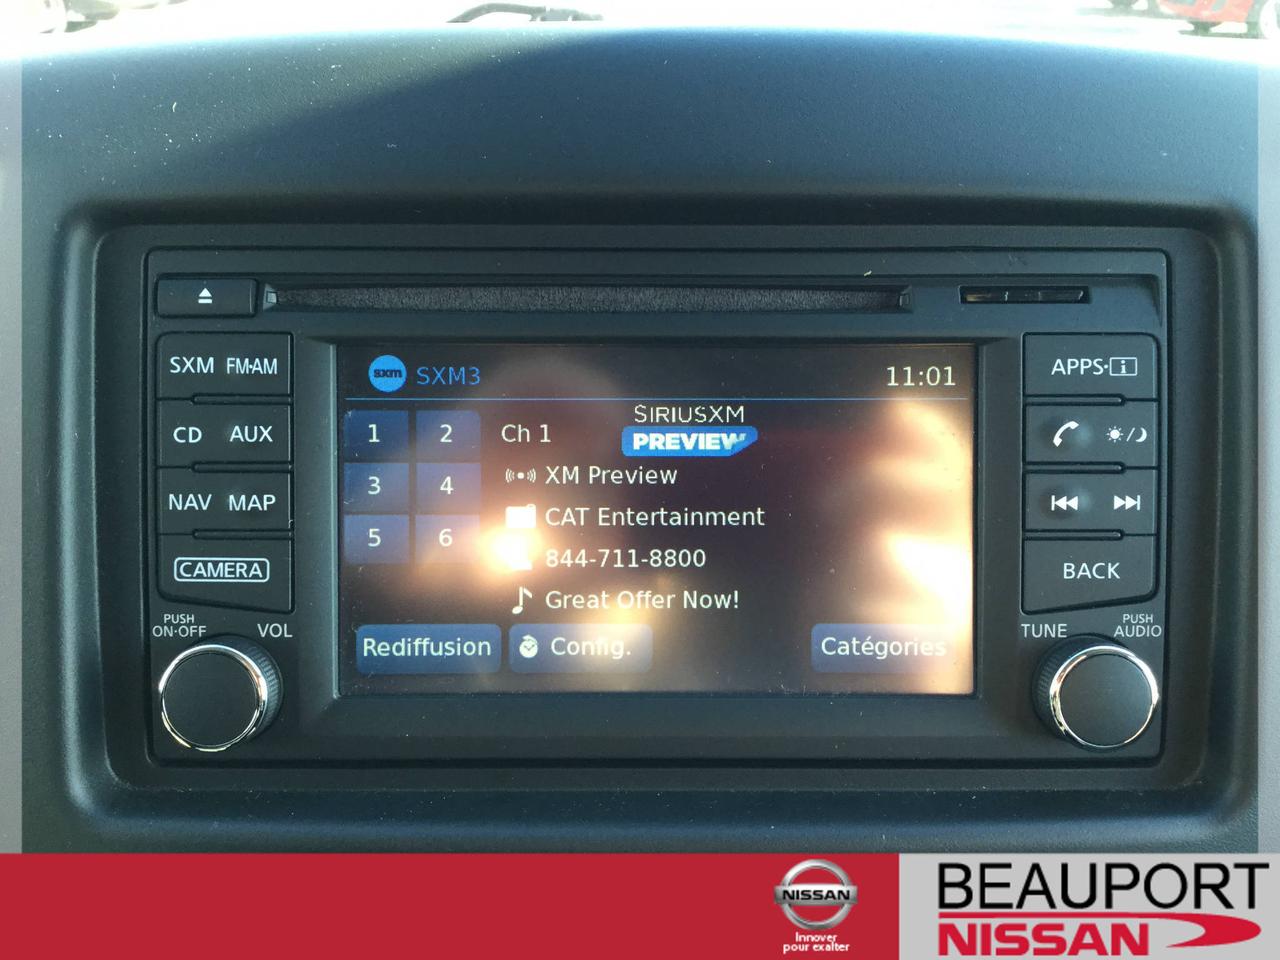 SXM FM·AM
CD AUX
NAV MAP
CAMERA
PUSH
ON·OFF VOL
sxm SXM3 11:01
1 2
3 4
5 6
SIRIUSXM
Ch 1 PREVIEW
XM Preview
CAT Entertainment
844-711-8800
Great Offer Now!
Rediffusion Config. Catégories
APPS·i
BACK
TUNE PUSH
AUDIO
NISSAN
Innover
pour exalter
BEAUPORT
NISSAN